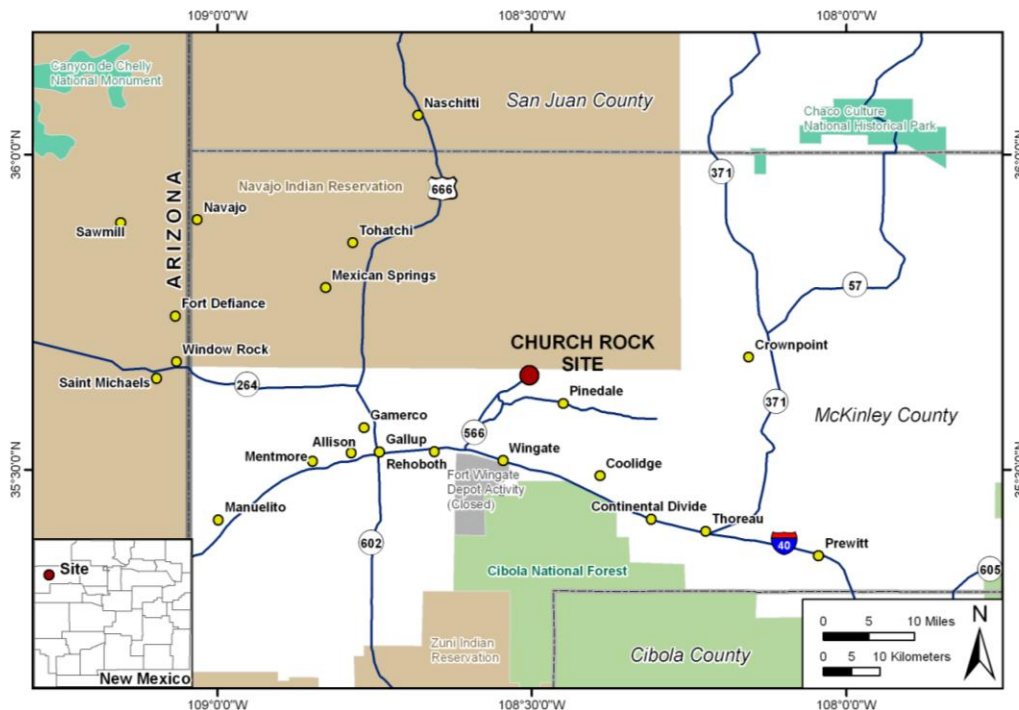 109°0'0"W
108°30'0"W
108°0'0"W
Canyon de Chelly
National Monument
Naschitti
San Juan County
Chaco Culture
National Historical Park
36°0'0"N
36°0'0"N
371
Navajo Indian Reservation
666
ARIZONA
Navajo
Sawmill
Tohatchi
Mexican Springs
57
Fort Defiance
CHURCH ROCK
SITE
Window Rock
Crownpoint
Saint Michaels
264
Pinedale
371
McKinley County
Gamerco
566
Allison
Gallup
Wingate
Mentmore
Rehoboth
Coolidge
35°30'0"N
35°30'0"N
Fort Wingate
Depot Activity
(Closed)
Continental Divide
Manuelito
Thoreau
602
40
Prewitt
Site
Cibola National Forest
605
N
0 5 10 Miles
Zuni Indian
Reservation
Cibola County
0 5 10 Kilometers
New Mexico
109°0'0"W
108°30'0"W
108°0'0"W